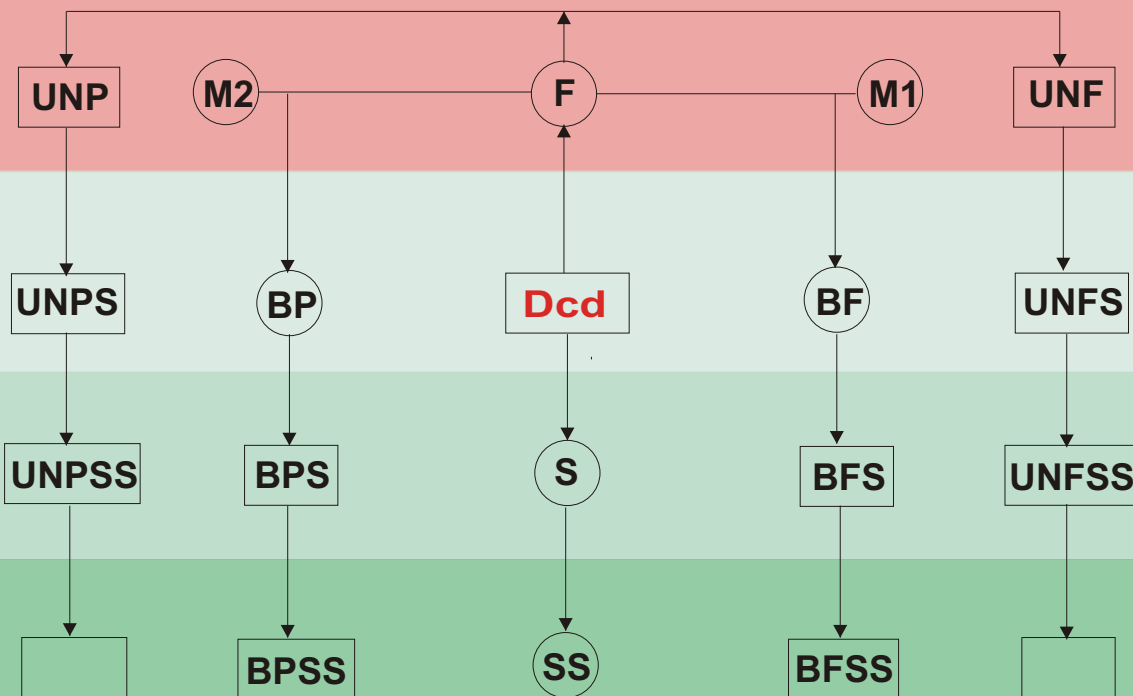 UNP M2 F M1 UNF
UNPS BP Dcd BF UNFS
UNPSS BPS S BFS UNFSS
BPSS SS BFSS